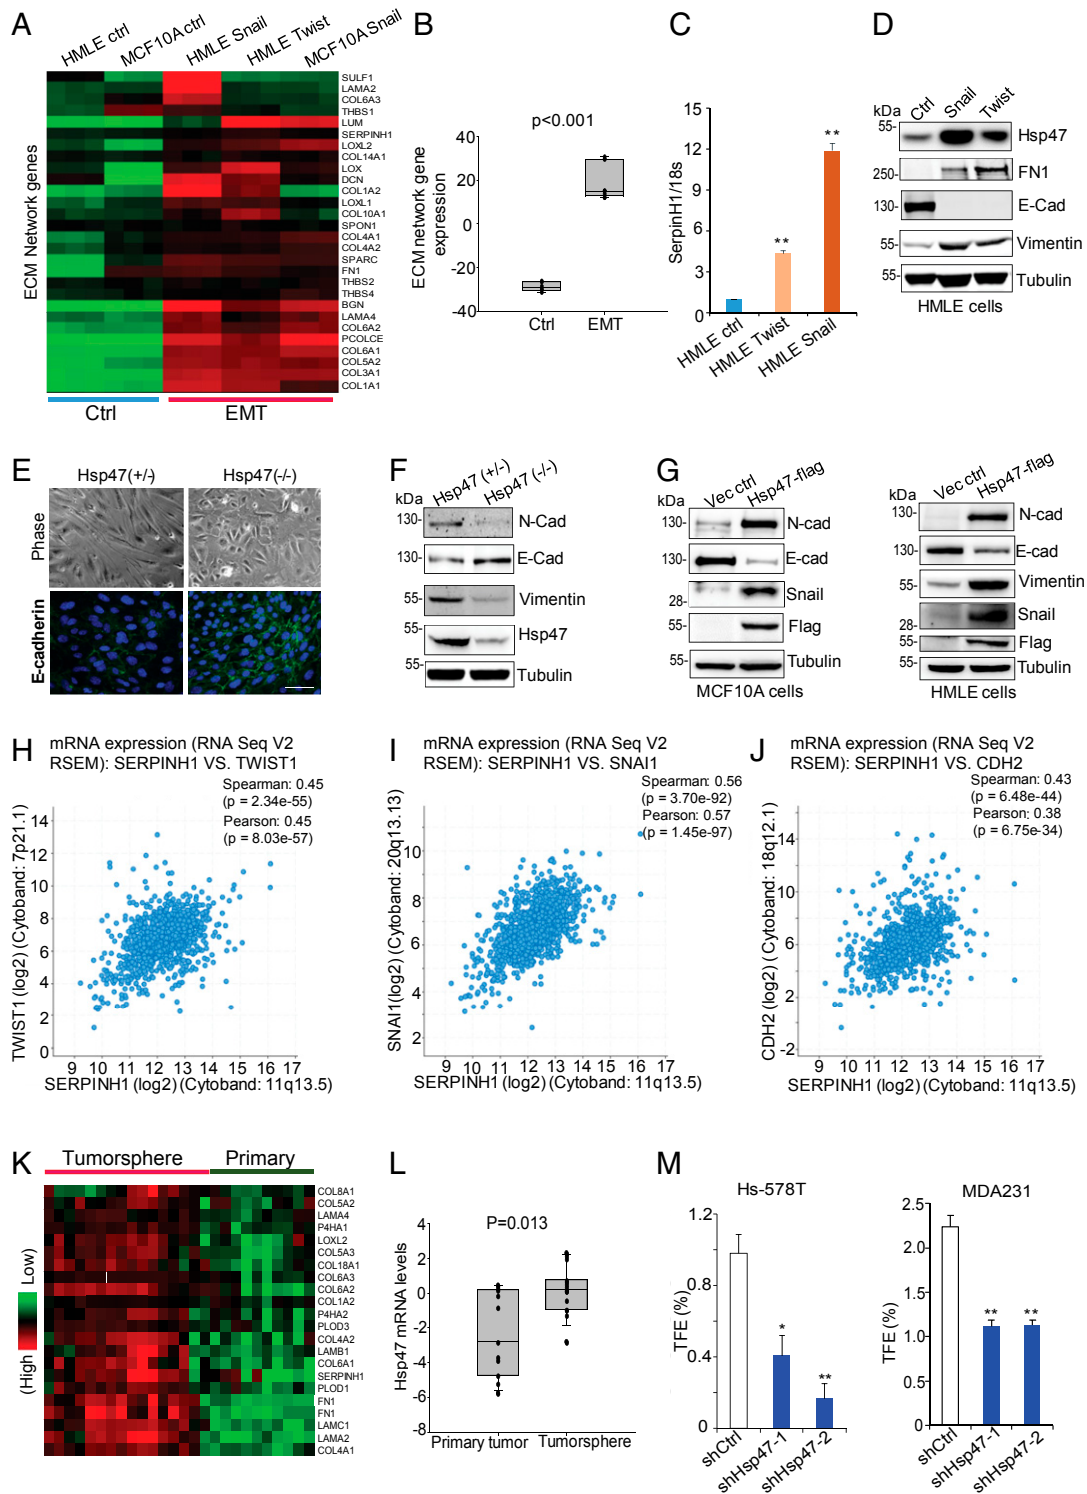 A
HMLE ctrl
MCF10A ctrl
HMLE Snail
HMLE Twist
MCF10A Snail
ECM Network genes
SULF1
LAMA2
COL6A3
THBS1
LUM
SERPINH1
LOXL2
COL14A1
LOX
DCN
COL1A2
LOXL1
COL10A1
SPON1
COL4A1
COL4A2
SPARC
FN1
THBS2
THBS4
BGN
LAMA4
COL6A2
PCOLCE
COL6A1
COL5A2
COL3A1
COL1A1
Ctrl
EMT
B
p<0.001
ECM network gene
expression
40
20
0
-20
-40
Ctrl
EMT
C
SerpinH1/18s
15
12
9
6
3
0
**
**
HMLE ctrl
HMLE Twist
HMLE Snail
D
kDa
Ctrl
Snail
Twist
55-
Hsp47
250-
FN1
130-
E-Cad
55-
Vimentin
55-
Tubulin
HMLE cells
E
Hsp47(+/-)
Hsp47(-/-)
Phase
E-cadherin
F
kDa
Hsp47 (+/-)
Hsp47 (-/-)
130-
N-Cad
130-
E-Cad
55-
Vimentin
55-
Hsp47
55-
Tubulin
G
kDa
Vec ctrl
Hsp47-flag
130-
N-cad
130-
E-cad
28-
Snail
55-
Flag
55-
Tubulin
MCF10A cells
kDa
Vec ctrl
Hsp47-flag
130-
N-cad
130-
E-cad
55-
Vimentin
28-
Snail
55-
Flag
55-
Tubulin
HMLE cells
H
mRNA expression (RNA Seq V2
RSEM): SERPINH1 VS. TWIST1
Spearman: 0.45
(p = 2.34e-55)
Pearson: 0.45
(p = 8.03e-57)
TWIST1 (log2) (Cytoband: 7p21.1)
14
12
10
8
6
4
2
0
9 10 11 12 13 14 15 16 17
SERPINH1 (log2) (Cytoband: 11q13.5)
I
mRNA expression (RNA Seq V2
RSEM): SERPINH1 VS. SNAI1
Spearman: 0.56
(p = 3.70e-92)
Pearson: 0.57
(p = 1.45e-97)
SNAI1(log2) (Cytoband: 20q13.13)
10
8
6
4
2
9 10 11 12 13 14 15 16 17
SERPINH1 (log2) (Cytoband: 11q13.5)
J
mRNA expression (RNA Seq V2
RSEM): SERPINH1 VS. CDH2
Spearman: 0.43
(p = 6.48e-44)
Pearson: 0.38
(p = 6.75e-34)
CDH2 (log2) (Cytoband: 18q12.1)
14
10
6
2
-2
9 10 11 12 13 14 15 16 17
SERPINH1 (log2) (Cytoband: 11q13.5)
K
Tumorsphere
Primary
(High
Low)
COL8A1
COL5A2
LAMA4
P4HA1
LOXL2
COL5A3
COL18A1
COL6A3
COL6A2
COL1A2
P4HA2
PLOD3
COL4A2
LAMB1
COL6A1
SERPINH1
PLOD1
FN1
FN1
LAMC1
LAMA2
COL4A1
L
P=0.013
Hsp47 mRNA levels
4
2
0
-2
-4
-6
-8
Primary tumor
Tumorsphere
M
Hs-578T
TFE (%)
1.2
0.8
0.4
0
*
**
shCtrl
shHsp47-1
shHsp47-2
MDA231
TFE (%)
2.5
2.0
1.5
1.0
0.5
0
**
**
shCtrl
shHsp47-1
shHsp47-2